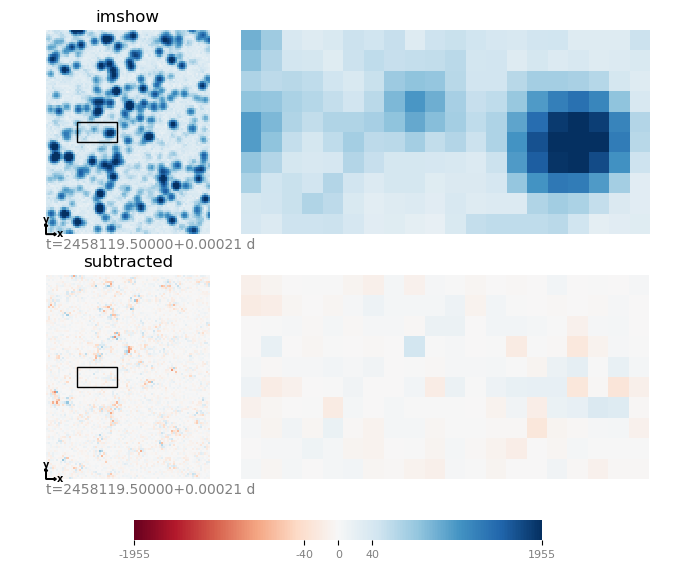 imshow
y
x
t=2458119.50000+0.00021 d
subtracted
y
x
t=2458119.50000+0.00021 d
-1955 -40 0 40 1955